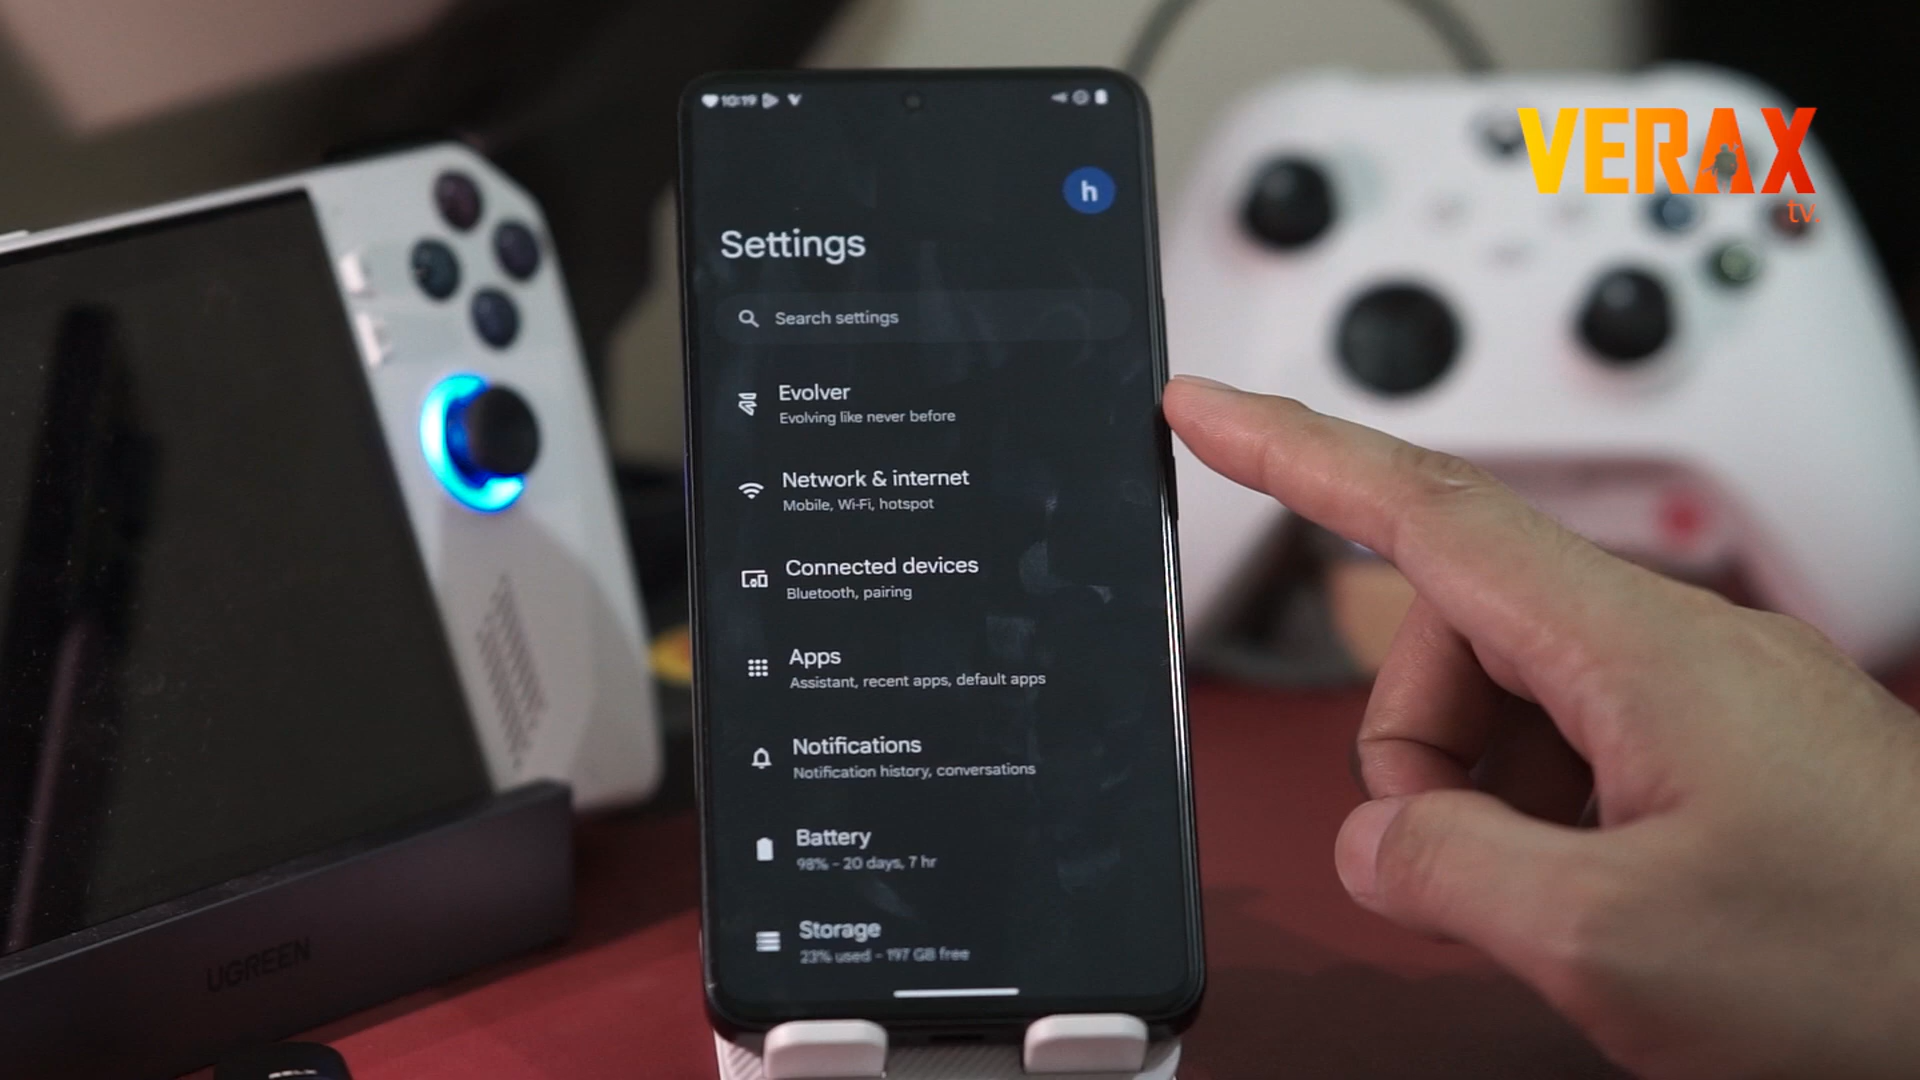 10:19
VERAX
tv.
h
Settings
Search settings
Evolver
Evolving like never before
Network & internet
Mobile, Wi-Fi, hotspot
Connected devices
Bluetooth, pairing
Apps
Assistant, recent apps, default apps
Notifications
Notification history, conversations
Battery
98% - 20 days, 7 hr
Storage
23% used - 197 GB free
UGREEN